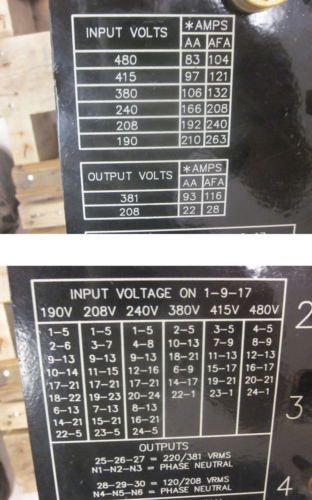 INPUT VOLTS *AMPS
AA AFA
480 83 104
415 97 121
380 106 132
240 166 208
208 192 240
190 210 263
OUTPUT VOLTS *AMPS
AA AFA
381 93 116
208 22 28
INPUT VOLTAGE ON 1-9-17
190V 208V 240V 380V 415V 480V
1-5 1-5 1-5 2-5 3-5 4-5
2-6 3-7 4-8 10-13 7-9 8-9
9-13 9-13 9-13 18-21 11-13 12-13
10-14 11-15 12-16 6-9 15-17 16-17
17-21 17-21 17-21 14-17 19-21 20-21
18-22 19-23 20-24 22-1 23-1 24-1
6-13 7-13 8-13
14-21 15-21 16-21
22-5 23-5 24-5
OUTPUTS
25-26-27 = 220/381 VRMS
N1-N2-N3 = PHASE NEUTRAL
28-29-30 = 120/208 VRMS
N4-N5-N6 = PHASE NEUTRAL
2
3
4